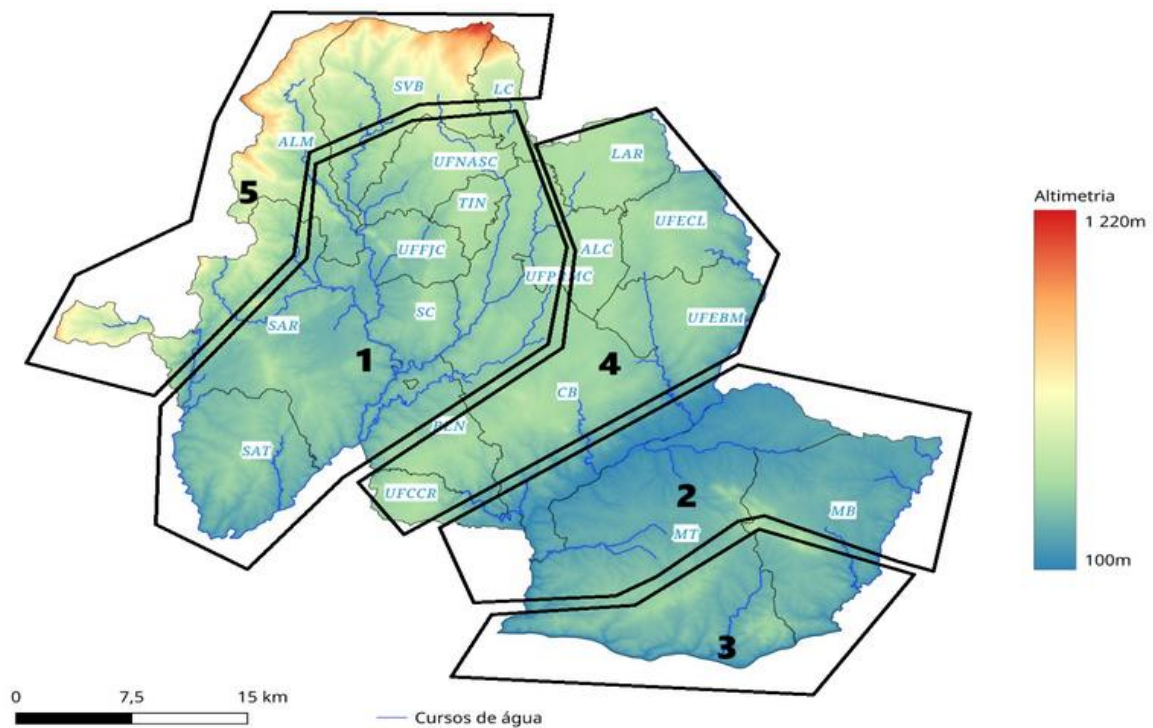 SVB
LC
ALM
UFNASC
LAR
5
TIN
UFECL
UFFJC
ALC
SC
SAR
UFEBM
1
4
CB
BLN
SAT
UFCCR
2
MB
MT
3
Altimetria
1 220m
100m
0 7,5 15 km
Cursos de água